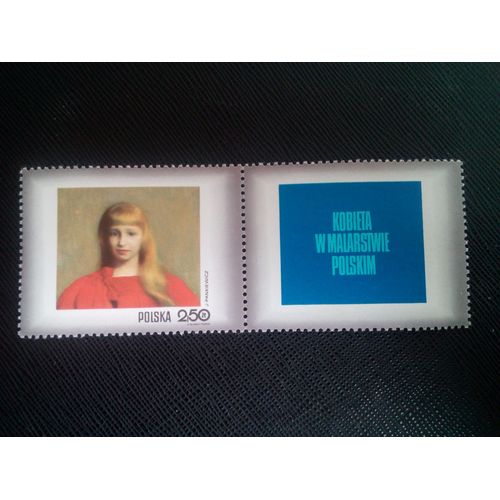 J. PANKIEWICZ
POLSKA 2,50 ZŁ
KOBIETA
W MALARSTWIE
POLSKIM